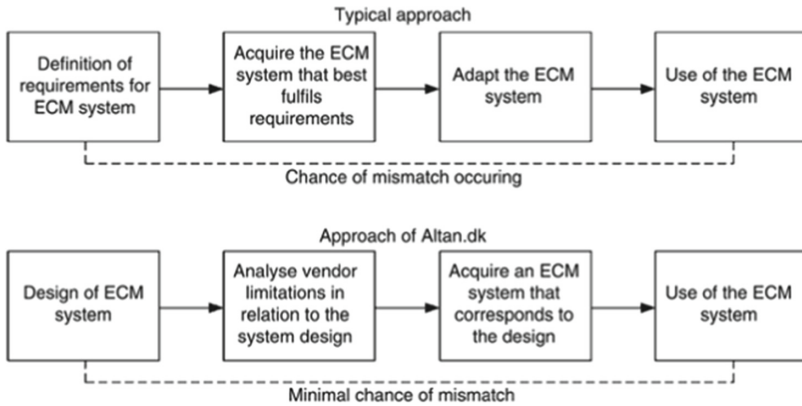 Typical approach
Definition of
requirements for
ECM system
Acquire the ECM
system that best
fulfils
requirements
Adapt the ECM
system
Use of the ECM
system
Chance of mismatch occuring
Approach of Altan.dk
Design of ECM
system
Analyse vendor
limitations in
relation to the
system design
Acquire an ECM
system that
corresponds to
the design
Use of the ECM
system
Minimal chance of mismatch